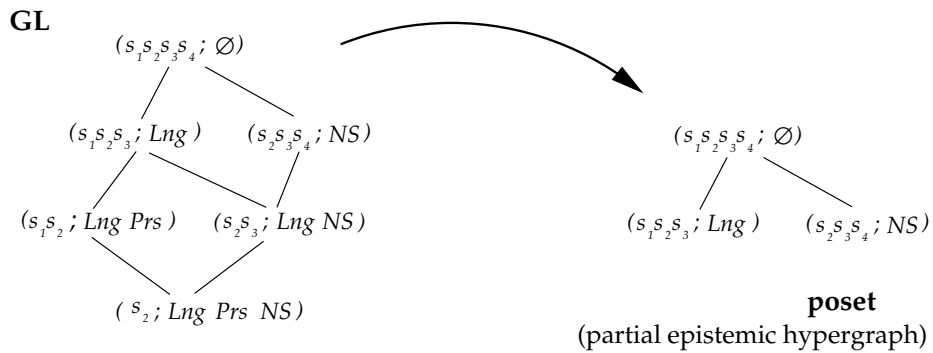 GL
(s₁s₂s₃s₄; Ø)
(s₁s₂s₃; Lng) (s₂s₃s₄; NS)
(s₁s₂; Lng Prs) (s₂s₃; Lng NS)
(s₂; Lng Prs NS)
(s₁s₂s₃s₄; Ø)
(s₁s₂s₃; Lng) (s₂s₃s₄; NS)
poset
(partial epistemic hypergraph)